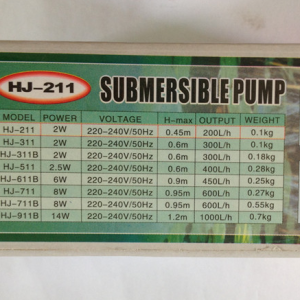 HJ-211 SUBMERSIBLE PUMP
MODEL POWER VOLTAGE H-max OUTPUT WEIGHT
HJ-211 2W 220-240V/50Hz 0.45m 200L/h 0.1kg
HJ-311 2W 220-240V/50Hz 0.6m 300L/h 0.1kg
HJ-311B 2W 220-240V/50Hz 0.6m 300L/h 0.18kg
HJ-511 2.5W 220-240V/50Hz 0.6m 400L/h 0.28kg
HJ-611B 6W 220-240V/50Hz 0.9m 450L/h 0.25kg
HJ-711 8W 220-240V/50Hz 0.95m 600L/h 0.27kg
HJ-711B 8W 220-240V/50Hz 0.95m 600L/h 0.55kg
HJ-911B 14W 220-240V/50Hz 1.2m 1000L/h 0.7kg